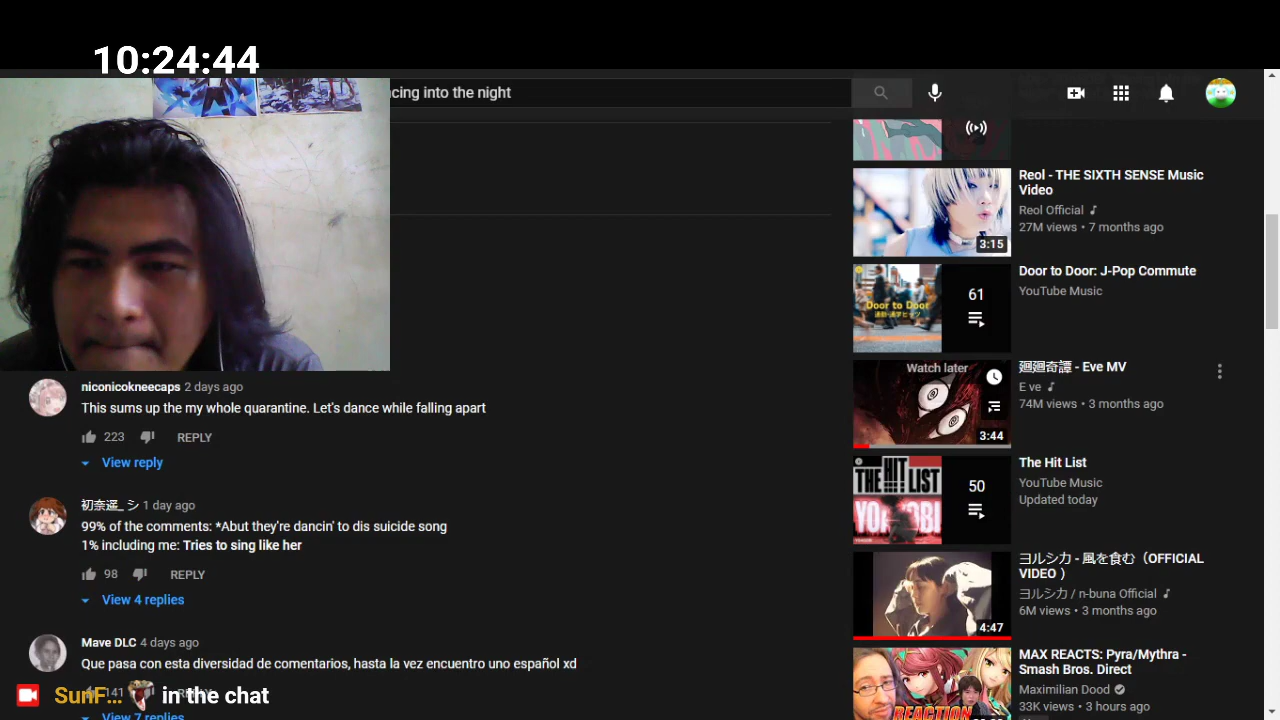 10:24:44
cing into the night
Reol - THE SIXTH SENSE Music
Video
Reol Official ♪
27M views • 7 months ago
3:15
Door to Door: J-Pop Commute
YouTube Music
61
Door to Door
Watch later
3:44
廻廻奇譚 - Eve MV
E ve ♪
74M views • 3 months ago
THE HIT LIST
50
The Hit List
YouTube Music
Updated today
ヨルシカ - 風を食む（OFFICIAL
VIDEO ）
ヨルシカ / n-buna Official ♪
6M views • 3 months ago
4:47
MAX REACTS: Pyra/Mythra -
Smash Bros. Direct
Maximilian Dood
33K views • 3 hours ago
REACTION
niconicokneecaps 2 days ago
This sums up the my whole quarantine. Let's dance while falling apart
223 REPLY
View reply
初奈遥_ シ 1 day ago
99% of the comments: *Abut they're dancin' to dis suicide song
1% including me: Tries to sing like her
98 REPLY
View 4 replies
Mave DLC 4 days ago
Que pasa con esta diversidad de comentarios, hasta la vez encuentro uno español xd
141
SunF... in the chat
View 7 replies